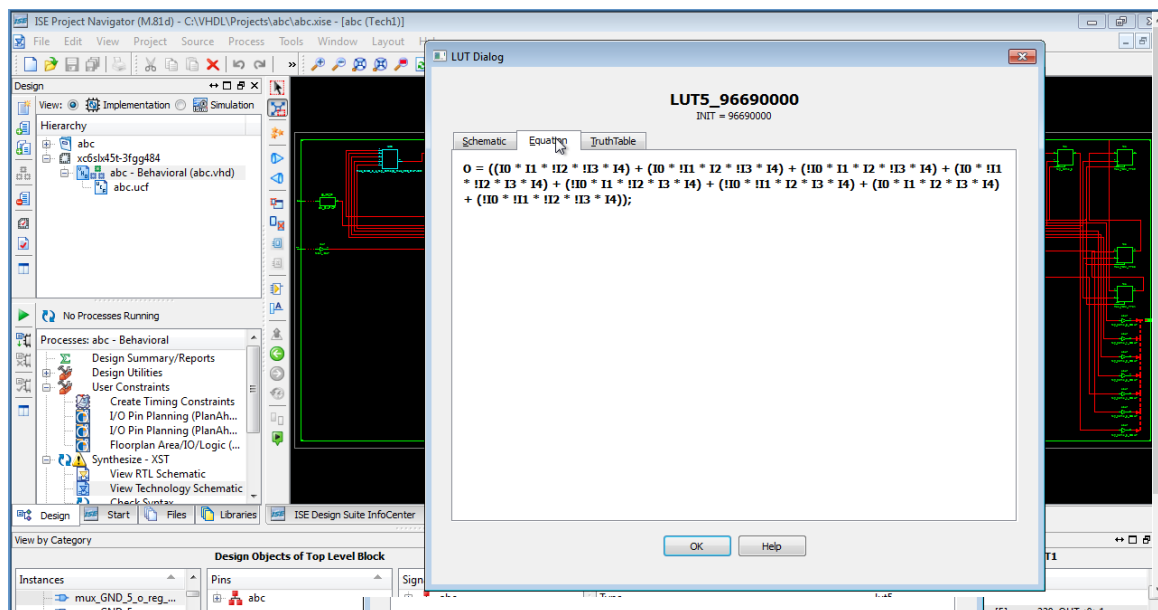 ISE Project Navigator (M.81d) - C:\VHDL\Projects\abc\abc.xise - [abc (Tech1)]
File Edit View Project Source Process Tools Window Layout
LUT Dialog
Design
View: Implementation Simulation
Hierarchy
abc
xc6slx45t-3fgg484
abc - Behavioral (abc.vhd)
abc.ucf
LUT5_96690000
INIT = 96690000
Schematic Equation TruthTable
O = ((I0 * I1 * !I2 * !I3 * I4) + (I0 * !I1 * I2 * !I3 * I4) + (!I0 * I1 * I2 * !I3 * I4) + (I0 * !I1
* !I2 * I3 * I4) + (!I0 * I1 * !I2 * I3 * I4) + (!I0 * !I1 * I2 * I3 * I4) + (I0 * I1 * I2 * I3 * I4)
+ (!I0 * !I1 * !I2 * !I3 * I4));
No Processes Running
Processes: abc - Behavioral
Design Summary/Reports
Design Utilities
User Constraints
Create Timing Constraints
I/O Pin Planning (PlanAh...
I/O Pin Planning (PlanAh...
Floorplan Area/IO/Logic (...
Synthesize - XST
View RTL Schematic
View Technology Schematic
Check Syntax
Design Start Files Libraries ISE Design Suite InfoCenter
OK Help
View by Category
Design Objects of Top Level Block
Instances Pins
mux_GND_5_o_reg_... abc